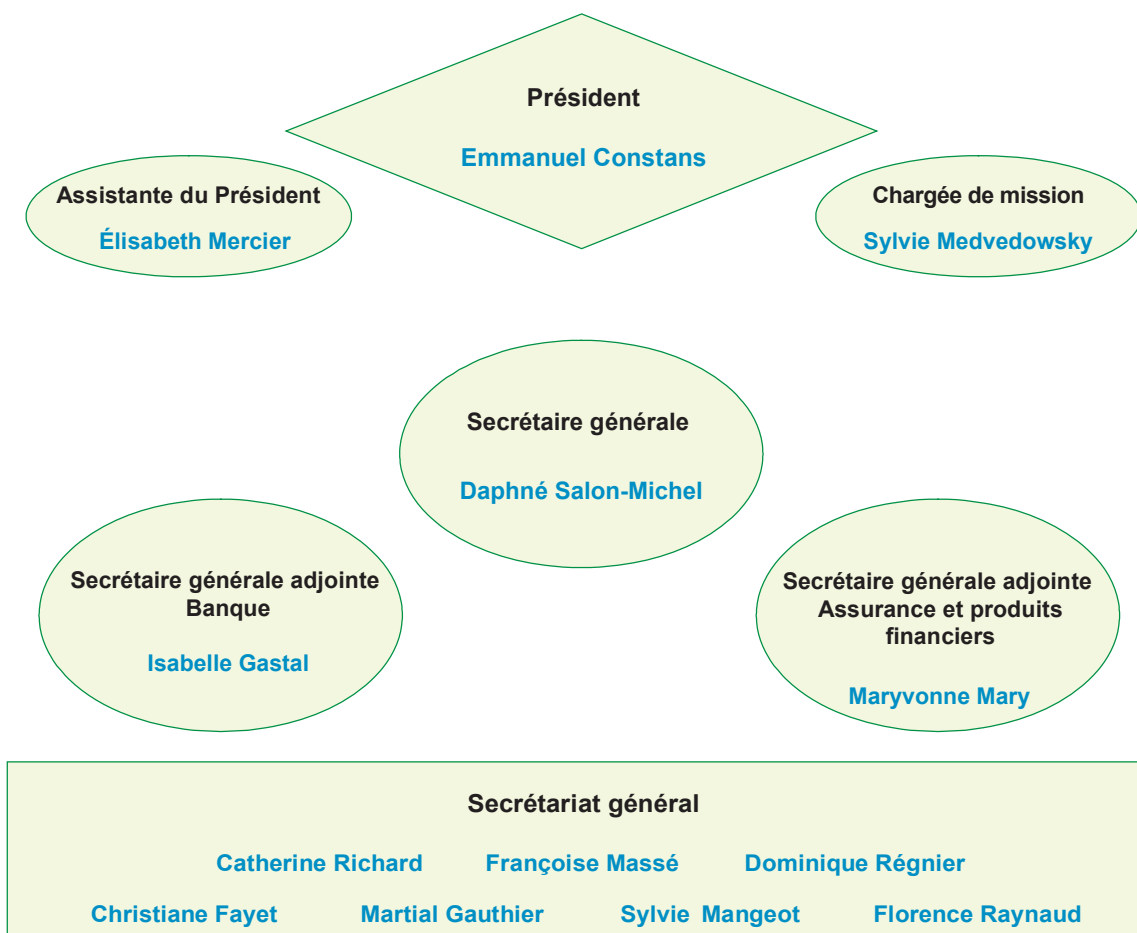 Président
Emmanuel Constans
Assistante du Président
Élisabeth Mercier
Chargée de mission
Sylvie Medvedowsky
Secrétaire générale
Daphné Salon-Michel
Secrétaire générale adjointe
Banque
Isabelle Gastal
Secrétaire générale adjointe
Assurance et produits
financiers
Maryvonne Mary
Secrétariat général
Catherine Richard Françoise Massé Dominique Régnier
Christiane Fayet Martial Gauthier Sylvie Mangeot Florence Raynaud